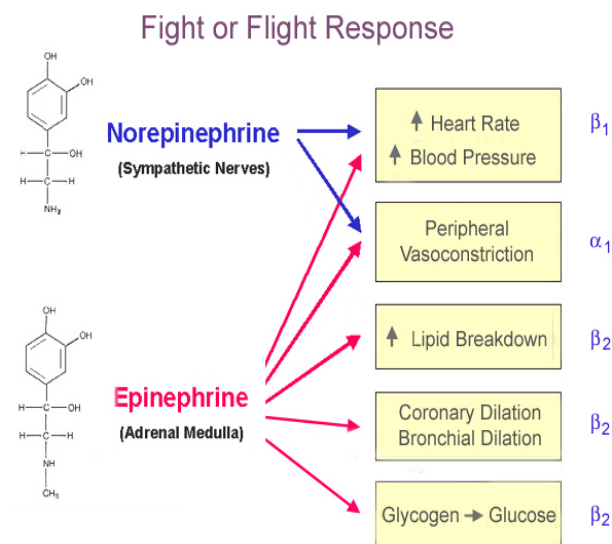 Fight or Flight Response
OH
OH
H
OH
H
H
NH₂
Norepinephrine
(Sympathetic Nerves)
↑ Heart Rate
↑ Blood Pressure
β₁
Peripheral
Vasoconstriction
α₁
↑ Lipid Breakdown
β₂
OH
OH
H
OH
H
H
NH
CH₃
Epinephrine
(Adrenal Medulla)
Coronary Dilation
Bronchial Dilation
β₂
Glycogen → Glucose
β₂